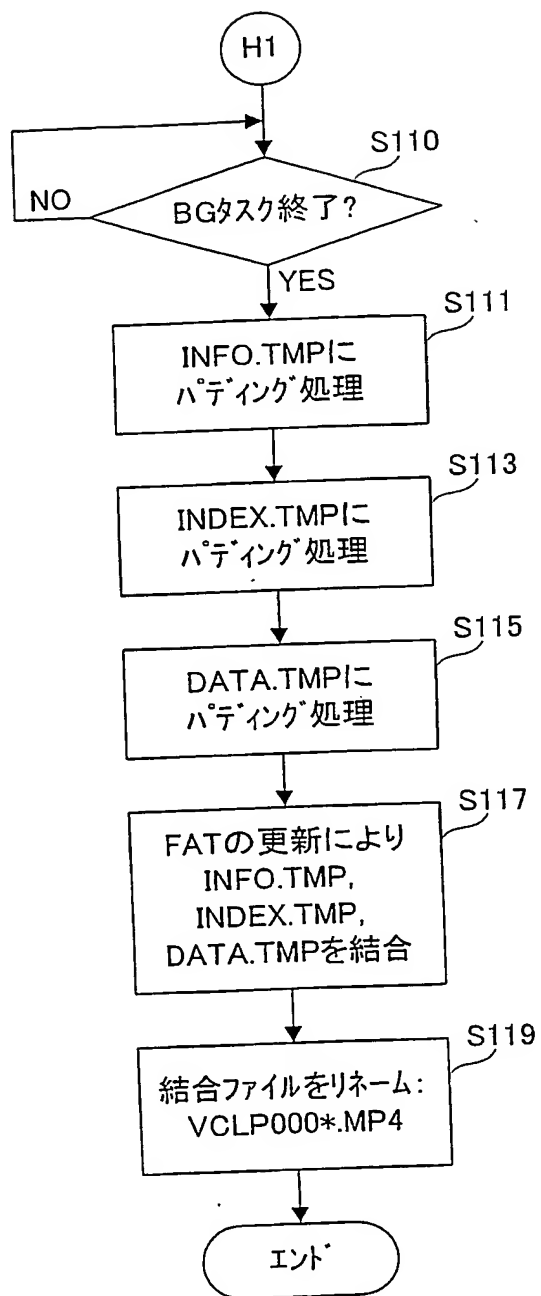 H1
S110
NO
BGタスク終了?
YES
S111
INFO.TMPに
パディング処理
S113
INDEX.TMPに
パディング処理
S115
DATA.TMPに
パディング処理
S117
FATの更新により
INFO.TMP,
INDEX.TMP,
DATA.TMPを結合
S119
結合ファイルをリネーム:
VCLP000*.MP4
エンド